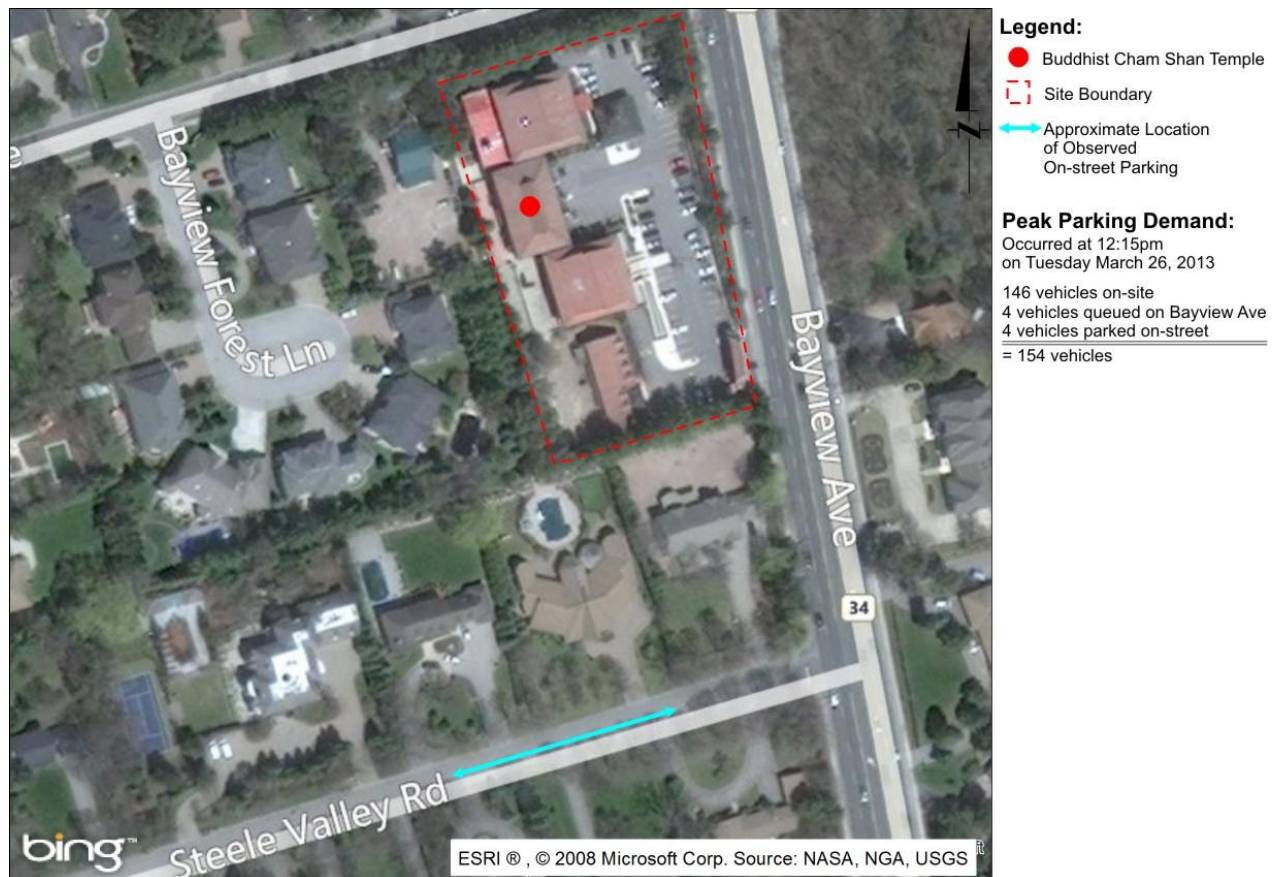 Legend:
Buddhist Cham Shan Temple
Site Boundary
Approximate Location
of Observed
On-street Parking
N
Peak Parking Demand:
Occurred at 12:15pm
on Tuesday March 26, 2013
146 vehicles on-site
4 vehicles queued on Bayview Ave
4 vehicles parked on-street
= 154 vehicles
Bayview Forest Ln
Bayview Ave
34
Steele Valley Rd
bing™
ESRI ® , © 2008 Microsoft Corp. Source: NASA, NGA, USGS